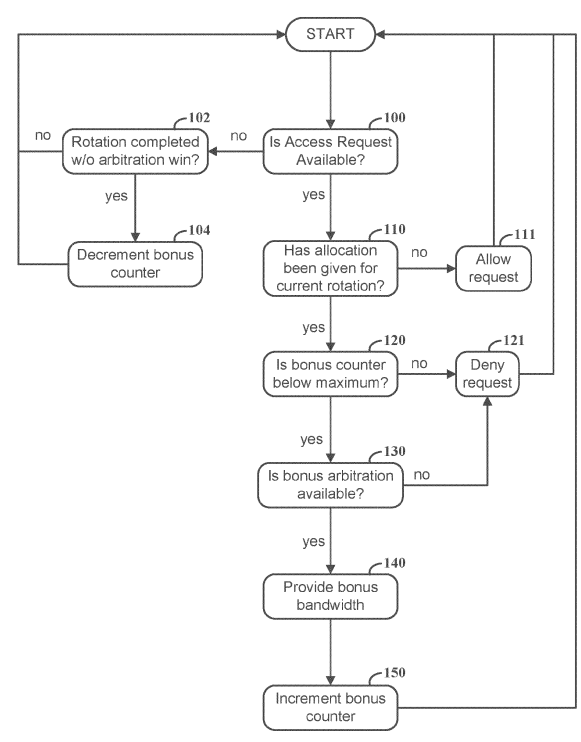 START
102
100
no
Rotation completed
w/o arbitration win?
no
Is Access Request
Available?
yes
yes
104
110
111
Decrement bonus
counter
Has allocation
been given for
current rotation?
no
Allow
request
yes
120
121
Is bonus counter
below maximum?
no
Deny
request
yes
130
Is bonus arbitration
available?
no
yes
140
Provide bonus
bandwidth
150
Increment bonus
counter